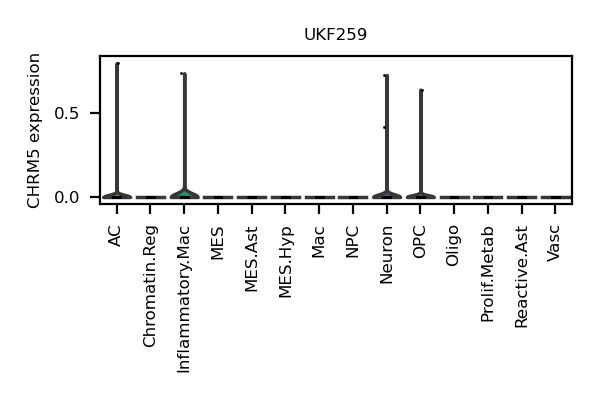 UKF259
CHRM5 expression
0.5
0.0
AC
Chromatin.Reg
Inflammatory.Mac
MES
MES.Ast
MES.Hyp
Mac
NPC
Neuron
OPC
Oligo
Prolif.Metab
Reactive.Ast
Vasc